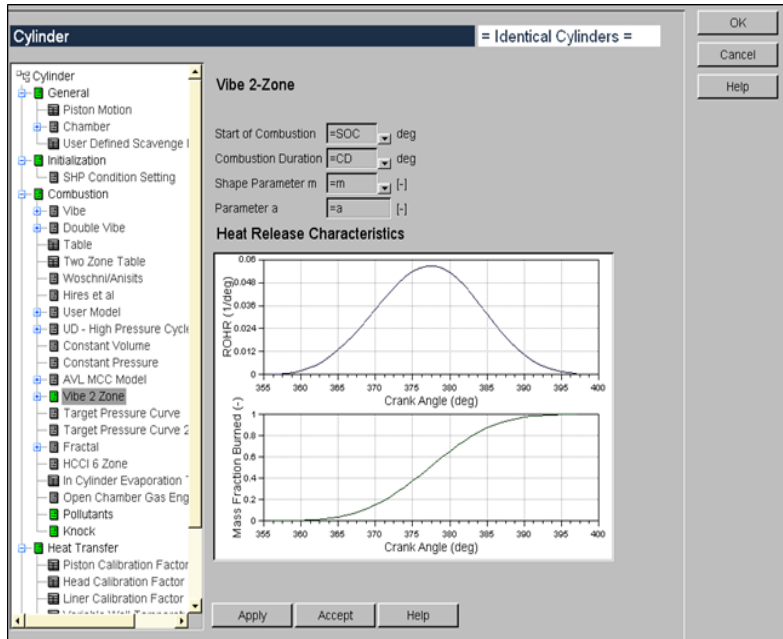 Cylinder
= Identical Cylinders =
OK
Cancel
Help
Cylinder
General
Piston Motion
Chamber
User Defined Scavenge
Initialization
SHP Condition Setting
Combustion
Vibe
Double Vibe
Table
Two Zone Table
Woschni/Anisits
Hires et al
User Model
UD - High Pressure Cycl
Constant Volume
Constant Pressure
AVL MCC Model
Vibe 2 Zone
Target Pressure Curve
Target Pressure Curve 2
Fractal
HCCI 6 Zone
In Cylinder Evaporation
Open Chamber Gas Eng
Pollutants
Knock
Heat Transfer
Piston Calibration Factor
Head Calibration Factor
Liner Calibration Factor
Vibe 2-Zone
Start of Combustion =SOC deg
Combustion Duration =CD deg
Shape Parameter m =m [-]
Parameter a =a [-]
Heat Release Characteristics
ROHR (1/deg)
0.06
0.048
0.036
0.024
0.012
0
355 365 370 375 380 385 390 395 400
Crank Angle (deg)
Mass Fraction Burned (-)
1
0.8
0.6
0.4
0.2
0
355 365 370 375 380 385 390 395 400
Crank Angle (deg)
Apply
Accept
Help